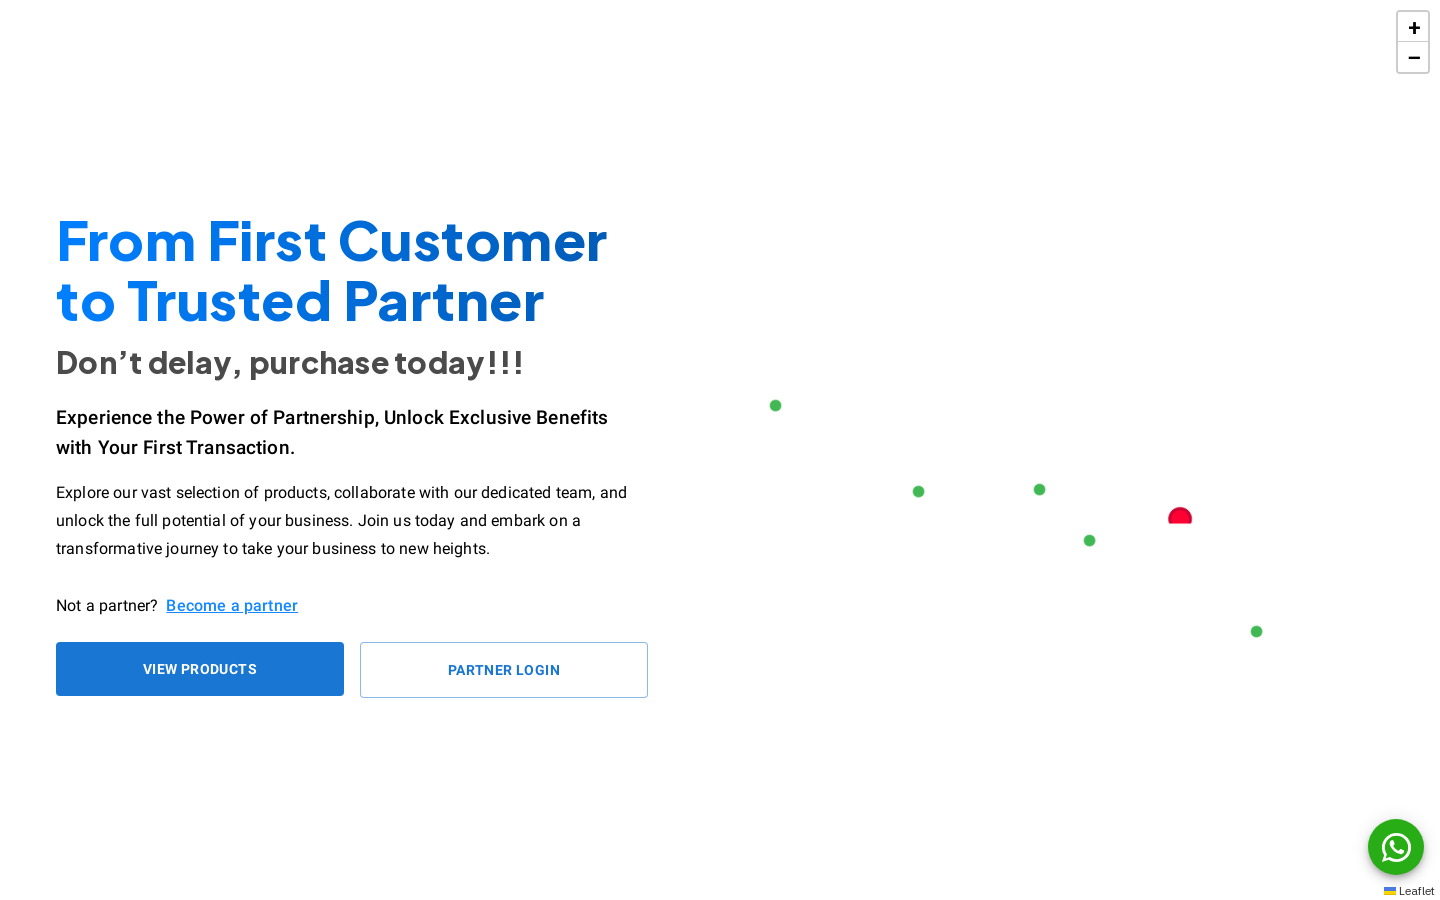 +
−
From First Customer
to Trusted Partner
Don’t delay, purchase today!!!
Experience the Power of Partnership, Unlock Exclusive Benefits
with Your First Transaction.
Explore our vast selection of products, collaborate with our dedicated team, and
unlock the full potential of your business. Join us today and embark on a
transformative journey to take your business to new heights.
Not a partner? Become a partner
VIEW PRODUCTS
PARTNER LOGIN
Leaflet